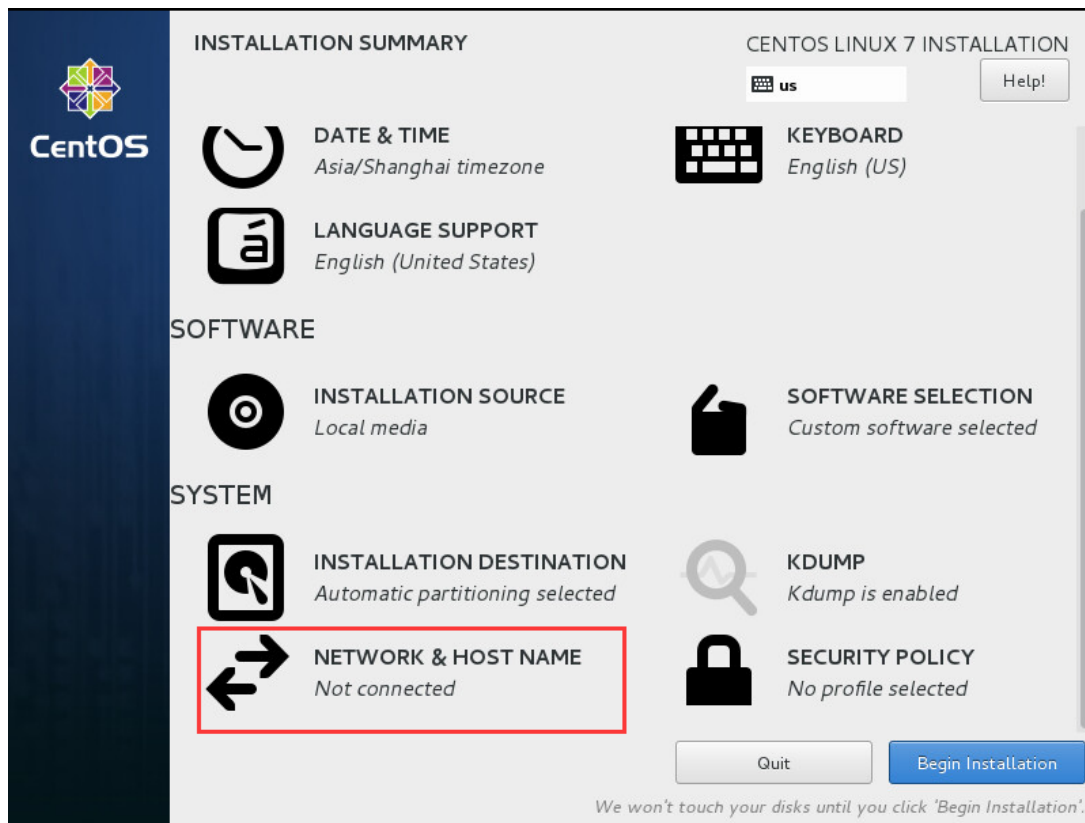 INSTALLATION SUMMARY
CENTOS LINUX 7 INSTALLATION
us
Help!
CentOS
DATE & TIME
Asia/Shanghai timezone
KEYBOARD
English (US)
á
LANGUAGE SUPPORT
English (United States)
SOFTWARE
INSTALLATION SOURCE
Local media
SOFTWARE SELECTION
Custom software selected
SYSTEM
INSTALLATION DESTINATION
Automatic partitioning selected
KDUMP
Kdump is enabled
NETWORK & HOST NAME
Not connected
SECURITY POLICY
No profile selected
Quit
Begin Installation
We won't touch your disks until you click 'Begin Installation'.